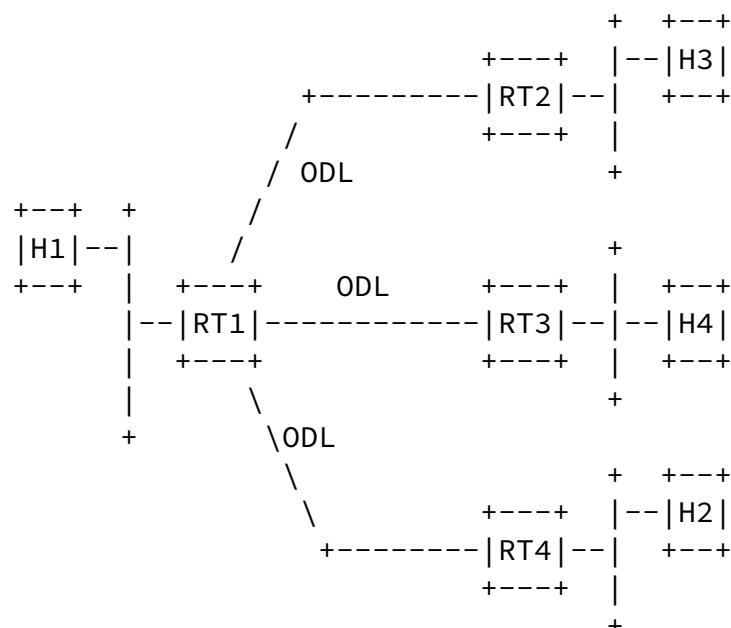 +  +--+
                          +---+  |--|H3|
                +---------|RT2|--|  +--+
               /          +---+  |
              / ODL              +
+--+  +      /
|H1|--|     /                    +
+--+  |  +---+    ODL     +---+  |  +--+
      |--|RT1|------------|RT3|--|--|H4|
      |  +---+            +---+  |  +--+
      |      \                   +
      +       \ODL
               \                 +  +--+
                \         +---+  |--|H2|
                 +--------|RT4|--|  +--+
                          +---+  |
                                 +